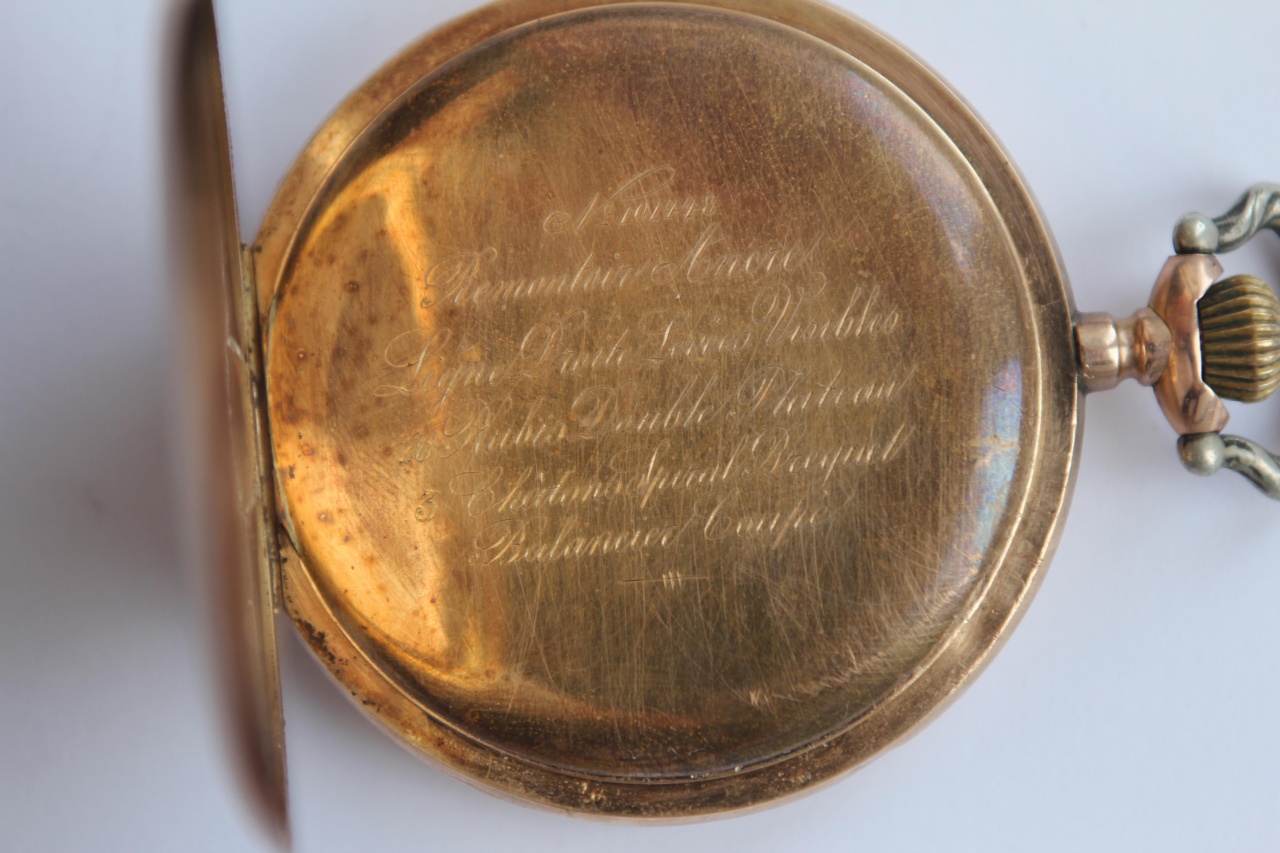 Remontoir Ancre
Ligne Droite Levées Visibles
Rubis Double Plateau
3 Châtons Spiral Breguet
Balancier Coupé